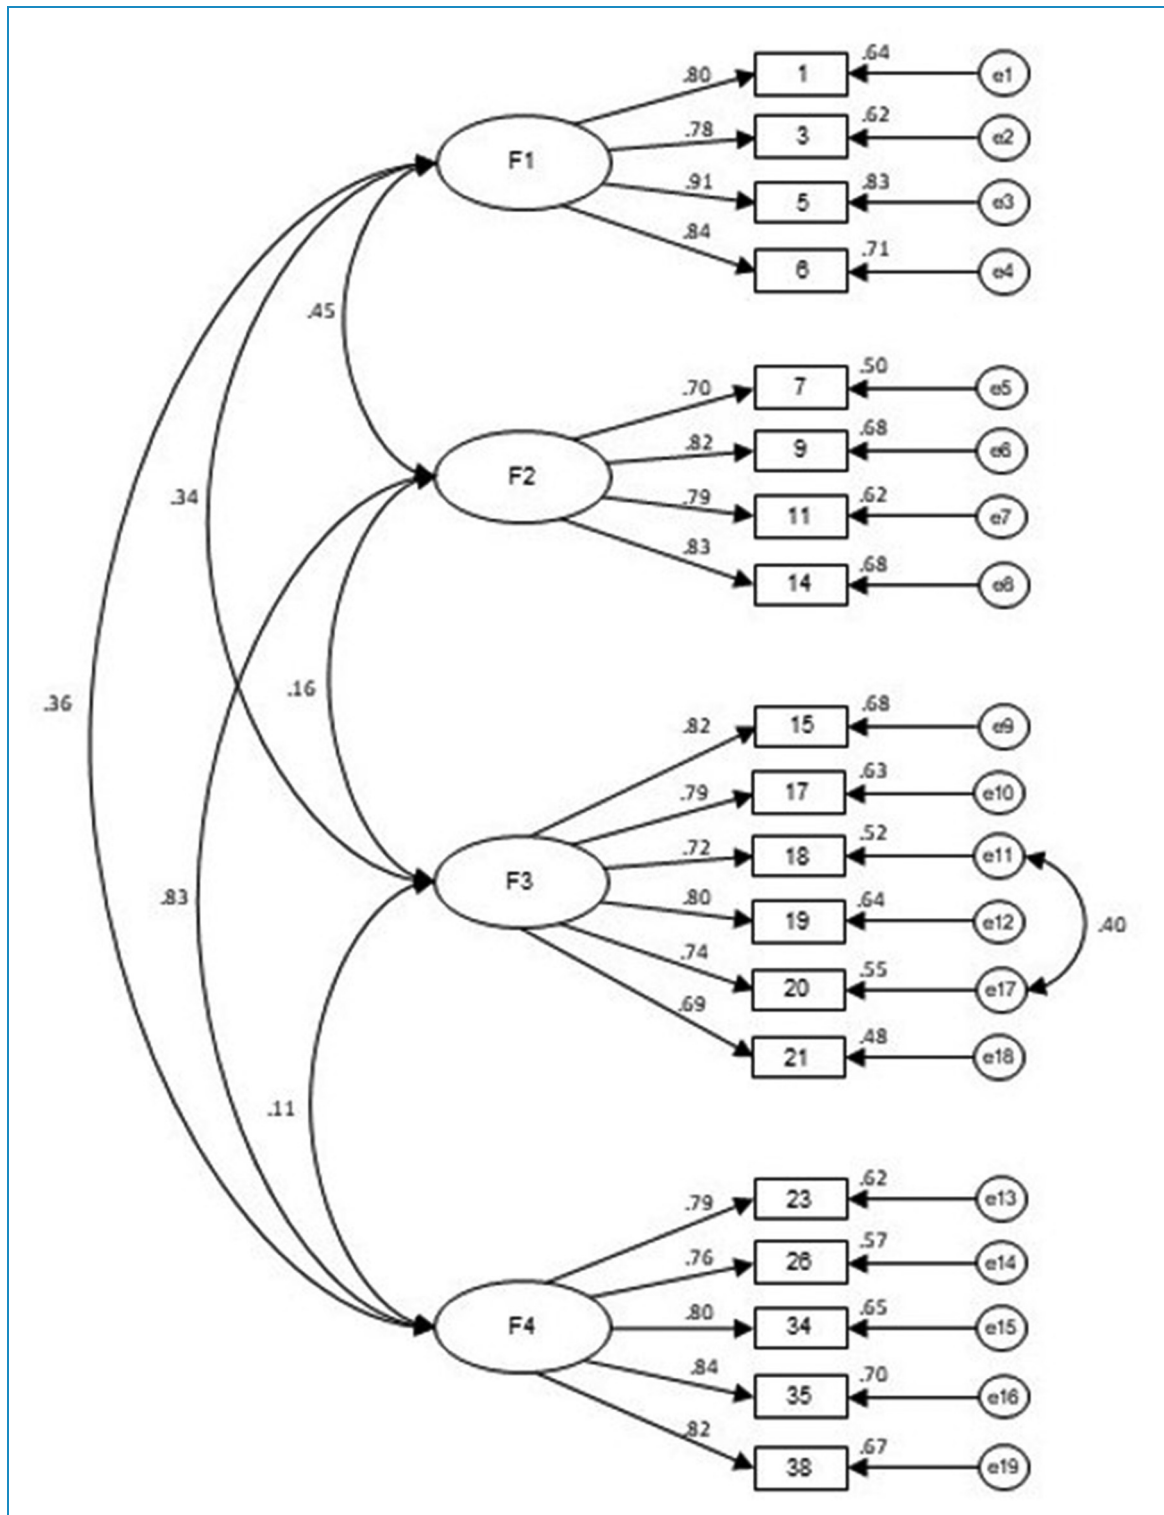 .80 1 .64 e1
F1 .78 3 .62 e2
.91 5 .83 e3
.84 6 .71 e4
.45
.70 7 .50 e5
F2 .82 9 .68 e6
.79 11 .62 e7
.83 14 .68 e8
.34
.16
.36
.82 15 .68 e9
.79 17 .63 e10
F3 .72 18 .52 e11
.80 19 .64 e12
.40
.74 20 .55 e17
.69 21 .48 e18
.83
.11
.79 23 .62 e13
.76 26 .57 e14
F4 .80 34 .65 e15
.84 35 .70 e16
.82 38 .67 e19